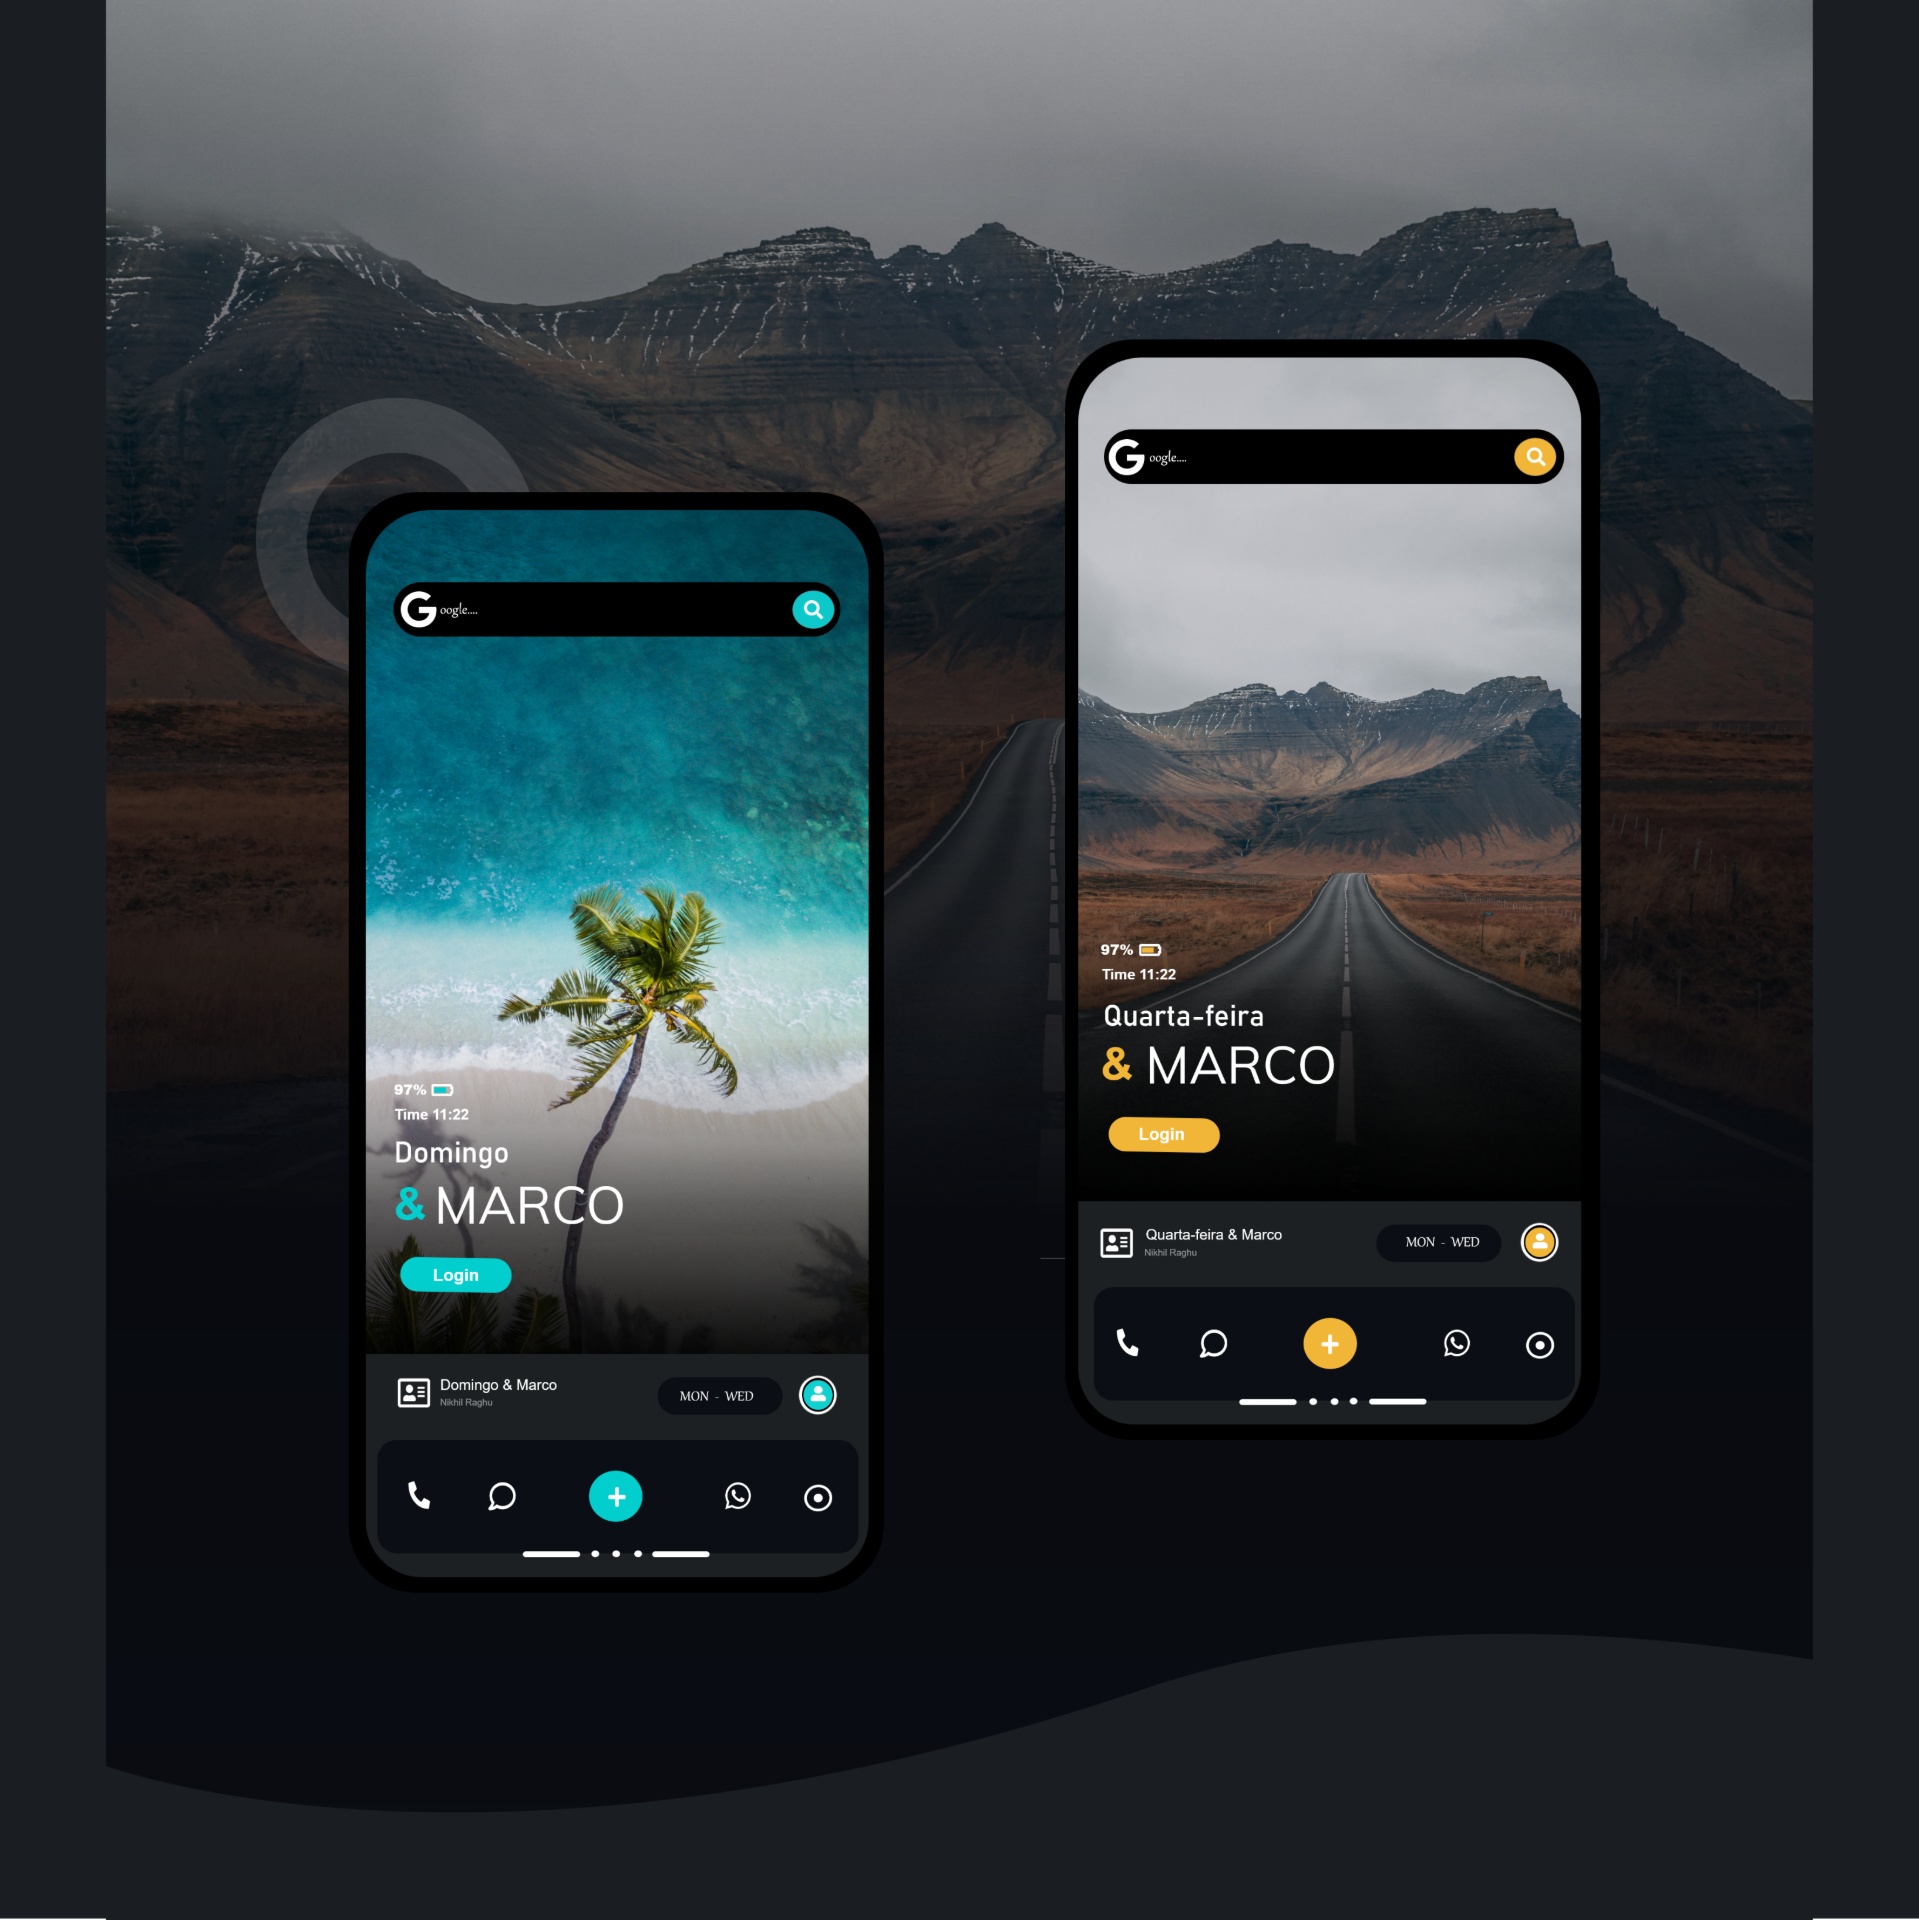 Google....
97%
Time 11:22
Domingo
& MARCO
Login
Domingo & Marco
Nikhil Raghu
MON - WED
Google....
97%
Time 11:22
Quarta-feira
& MARCO
Login
Quarta-feira & Marco
Nikhil Raghu
MON - WED